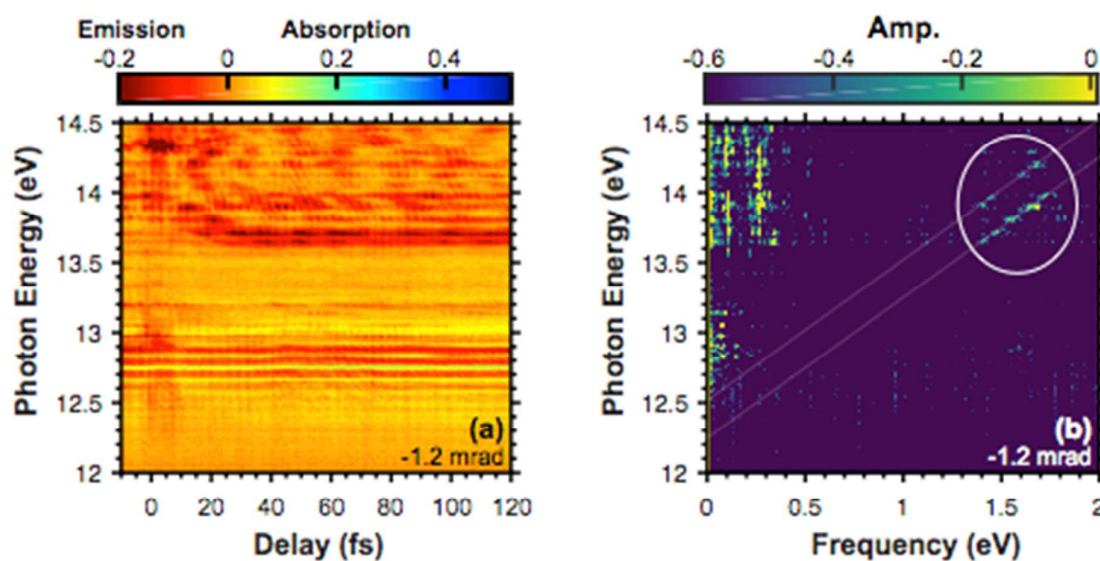 Emission Absorption
-0.2 0 0.2 0.4
Photon Energy (eV)
14.5
14
13.5
13
12.5
12
(a)
-1.2 mrad
0 20 40 60 80 100 120
Delay (fs)
Amp.
-0.6 -0.4 -0.2 0
Photon Energy (eV)
14.5
14
13.5
13
12.5
12
(b)
-1.2 mrad
0 0.5 1 1.5 2
Frequency (eV)